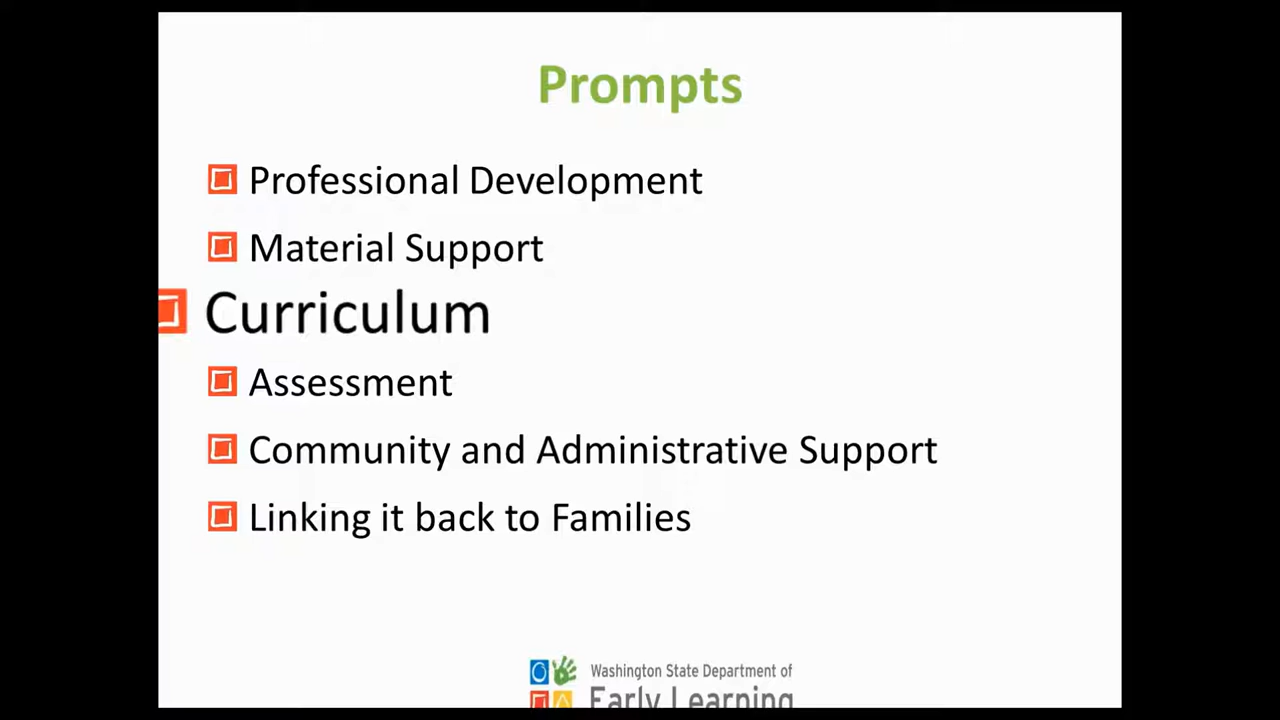 Prompts
Professional Development
Material Support
Curriculum
Assessment
Community and Administrative Support
Linking it back to Families
Washington State Department of
Early Learning